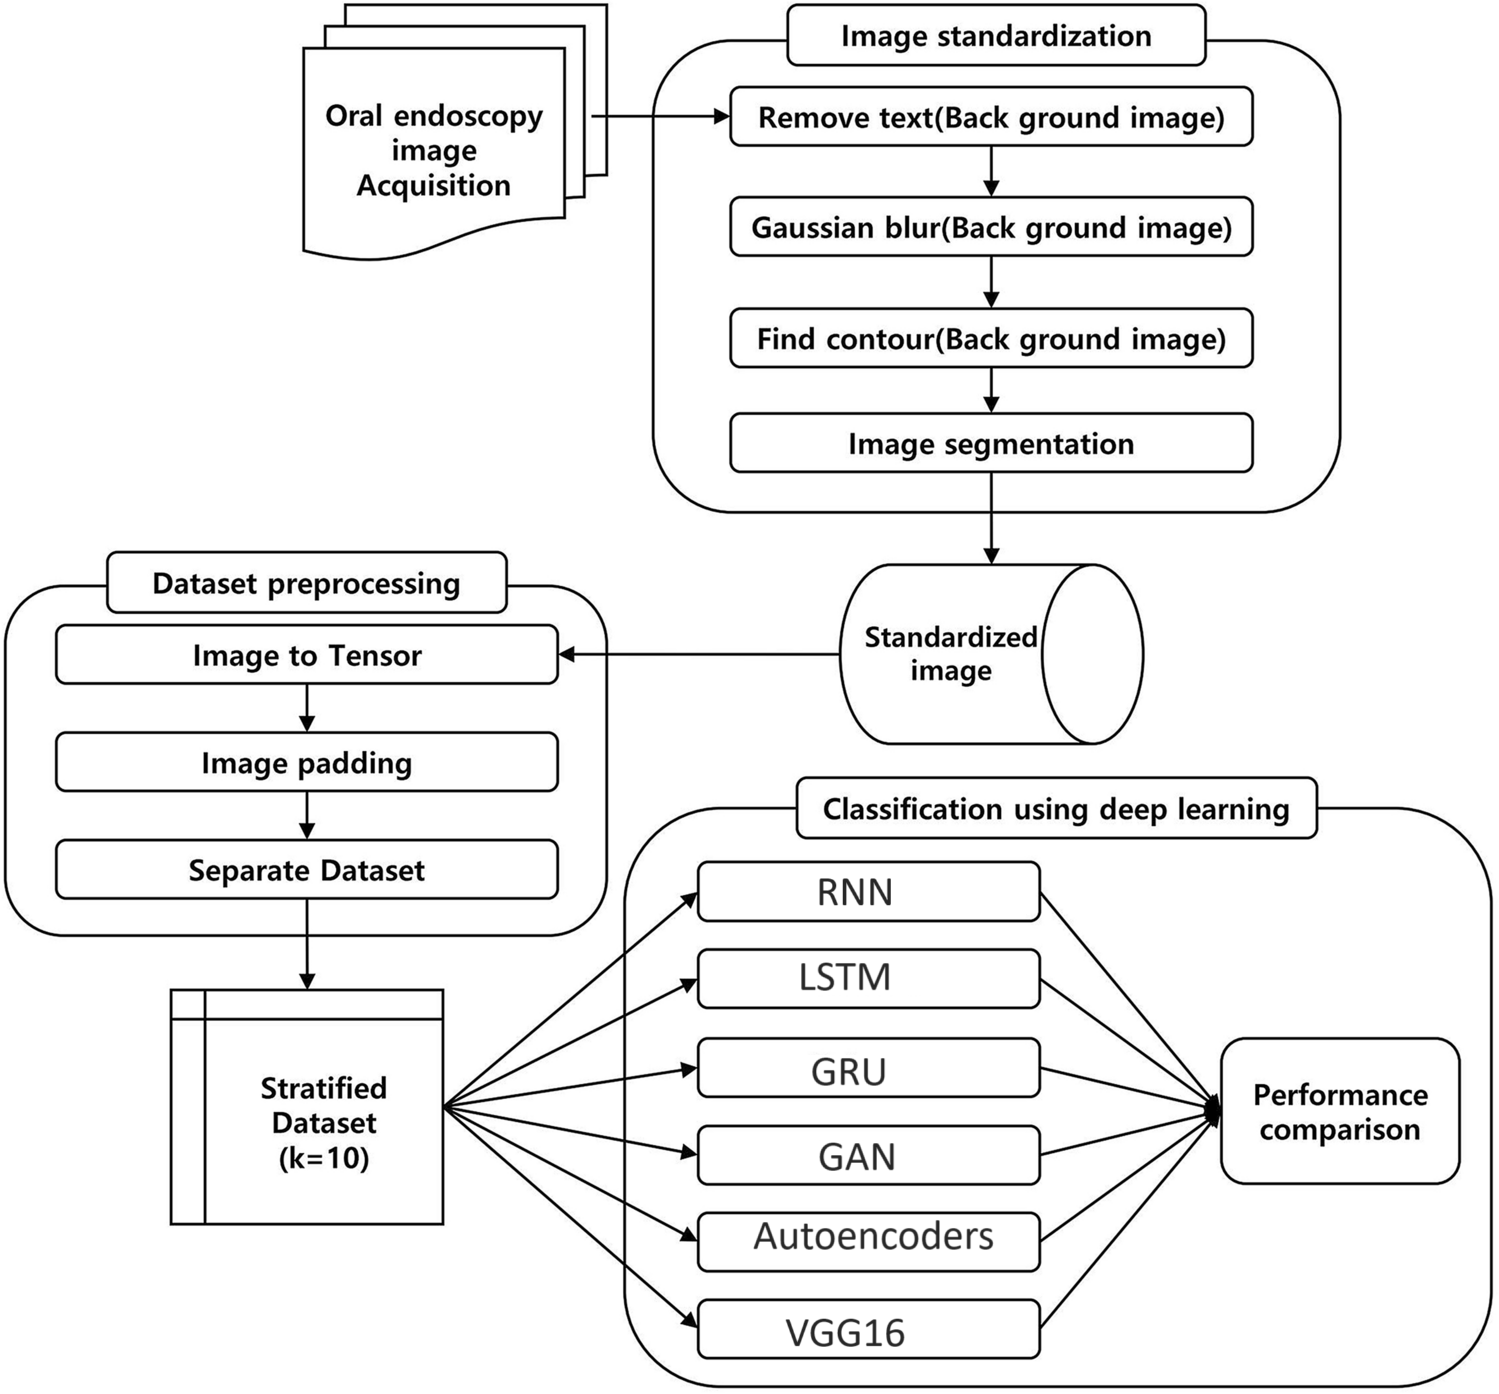 Oral endoscopy
image
Acquisition
Image standardization
Remove text(Back ground image)
Gaussian blur(Back ground image)
Find contour(Back ground image)
Image segmentation
Standardized
image
Dataset preprocessing
Image to Tensor
Image padding
Separate Dataset
Stratified
Dataset
(k=10)
Classification using deep learning
RNN
LSTM
GRU
GAN
Autoencoders
VGG16
Performance
comparison